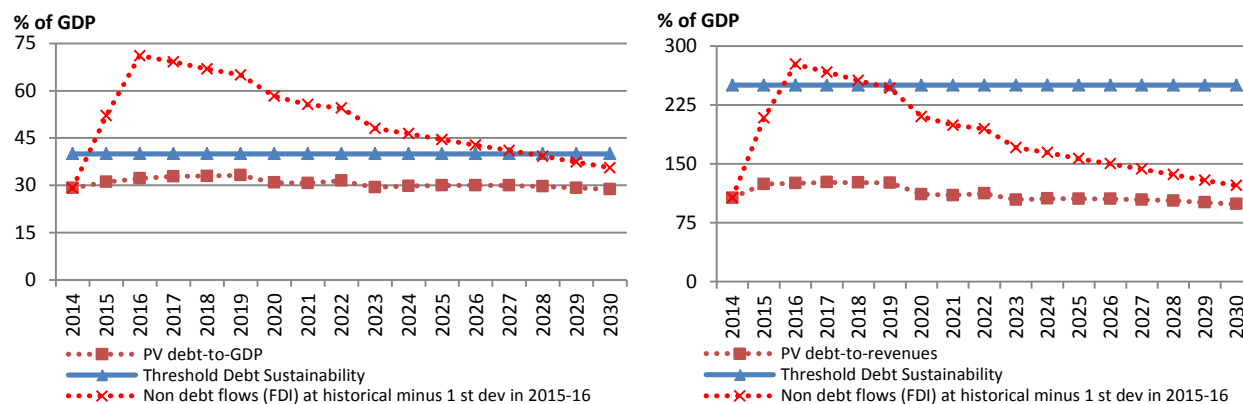 % of GDP
75
60
45
30
15
0
2014 2015 2016 2017 2018 2019 2020 2021 2022 2023 2024 2025 2026 2027 2028 2029 2030
PV debt-to-GDP
Threshold Debt Sustainability
Non debt flows (FDI) at historical minus 1 st dev in 2015-16
% of GDP
300
225
150
75
0
2014 2015 2016 2017 2018 2019 2020 2021 2022 2023 2024 2025 2026 2027 2028 2029 2030
PV debt-to-revenues
Threshold Debt Sustainability
Non debt flows (FDI) at historical minus 1 st dev in 2015-16